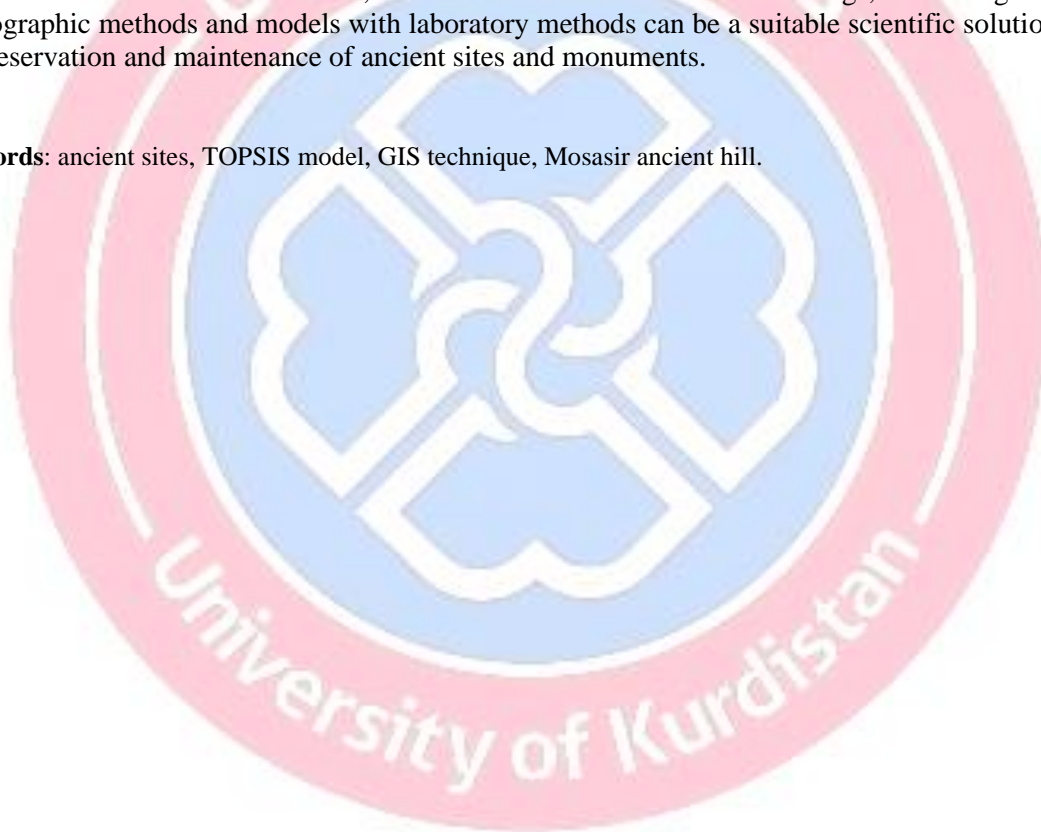 ographic methods and models with laboratory methods can be a suitable scientific solutio
eservation and maintenance of ancient sites and monuments.
ords: ancient sites, TOPSIS model, GIS technique, Mosasir ancient hill.
University of Kurdistan